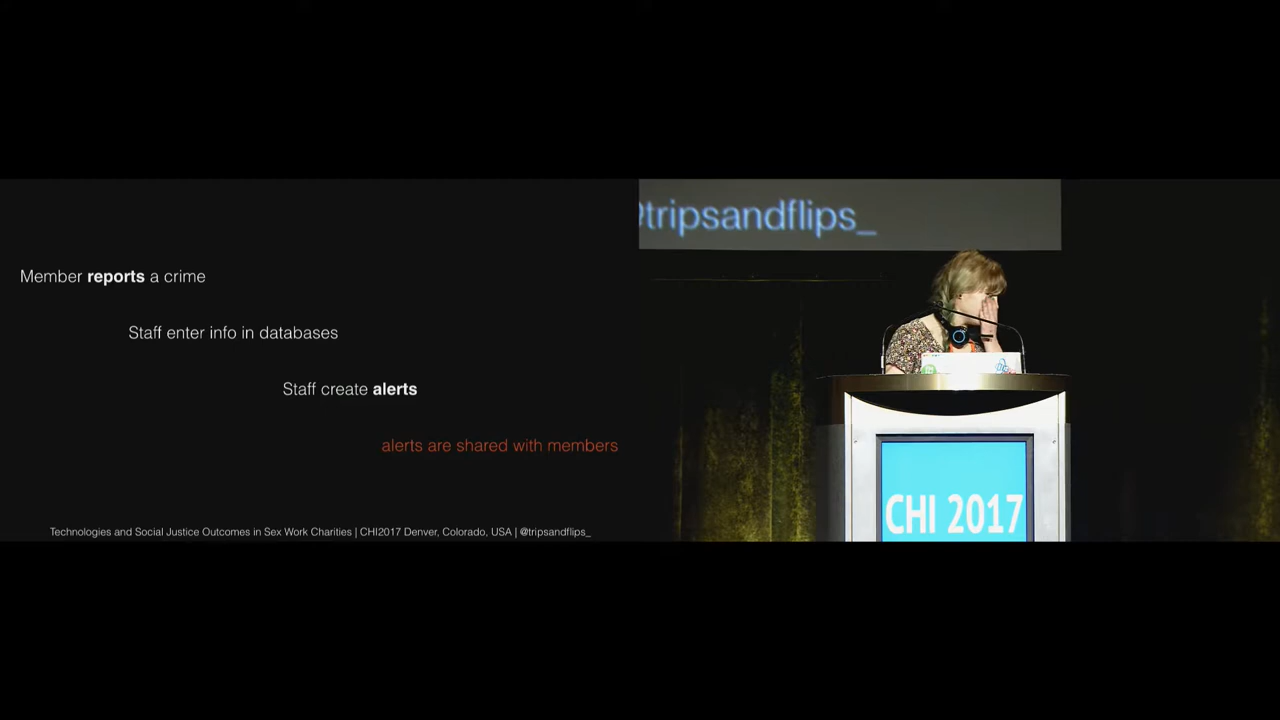 Member reports a crime
Staff enter info in databases
Staff create alerts
alerts are shared with members
Technologies and Social Justice Outcomes in Sex Work Charities | CHI2017 Denver, Colorado, USA | @tripsandflips_
@tripsandflips_
CHI 2017